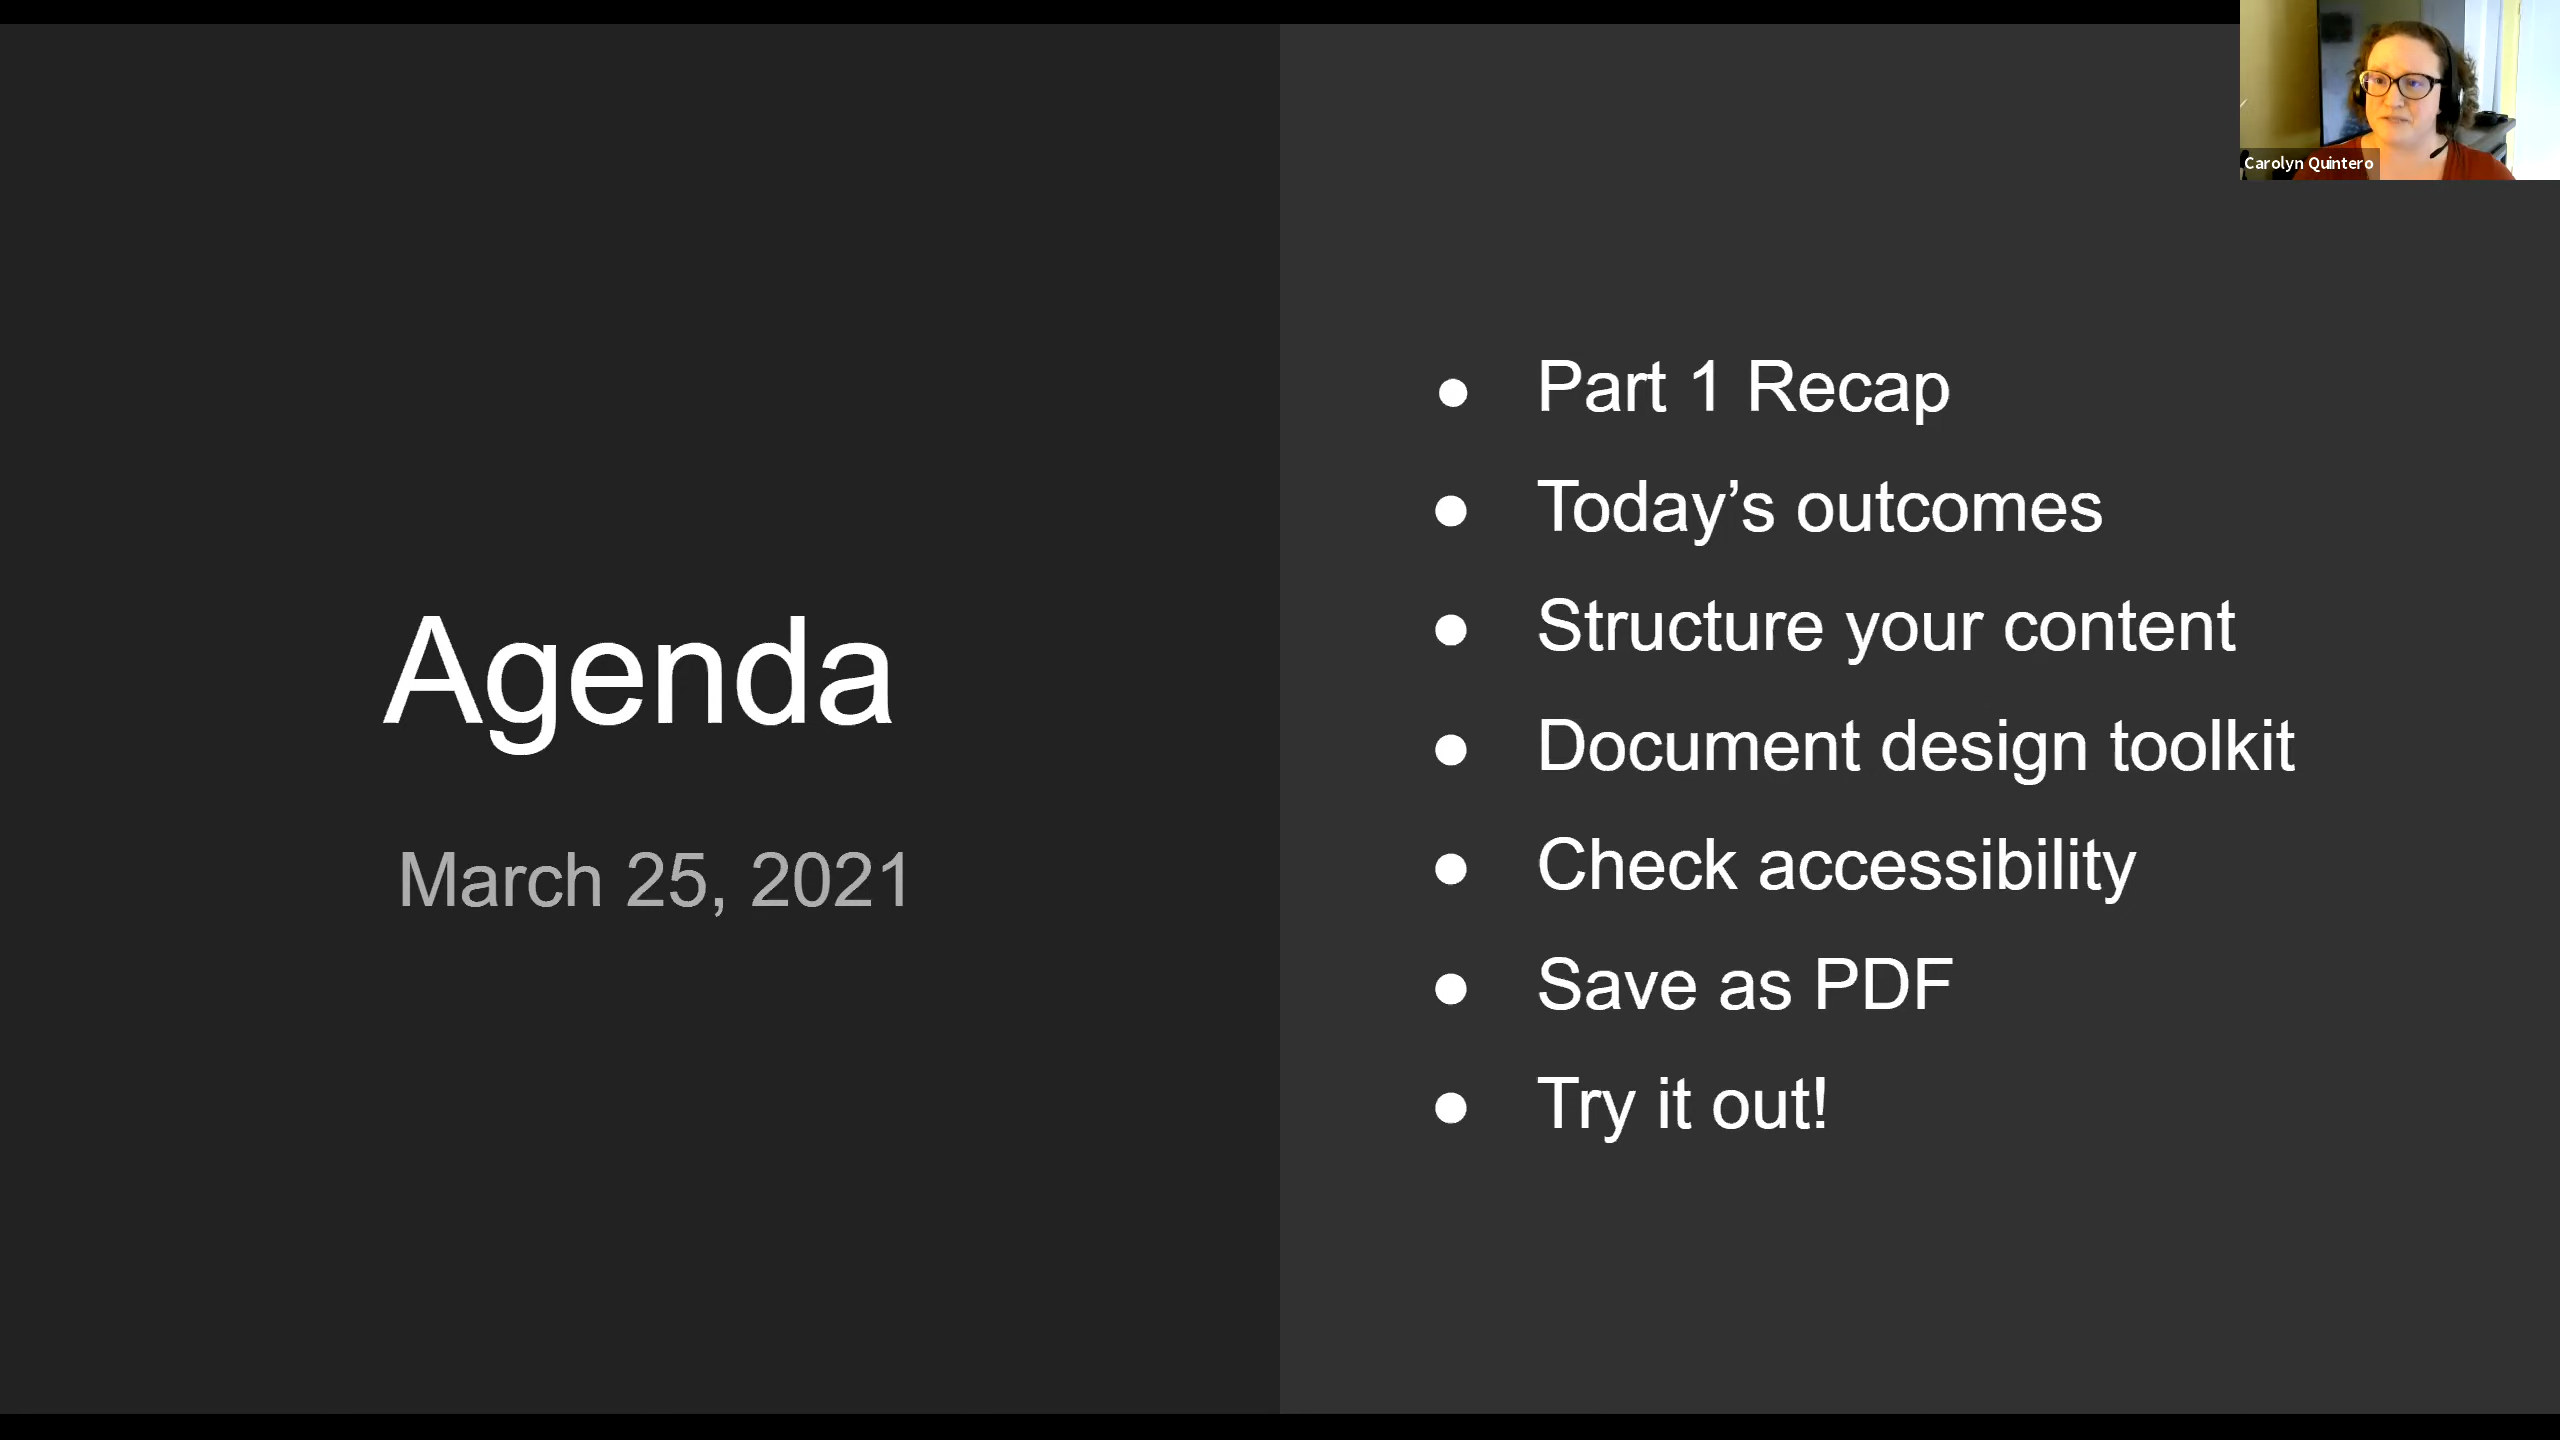 Agenda
March 25, 2021
● Part 1 Recap
● Today’s outcomes
● Structure your content
● Document design toolkit
● Check accessibility
● Save as PDF
● Try it out!
Carolyn Quintero